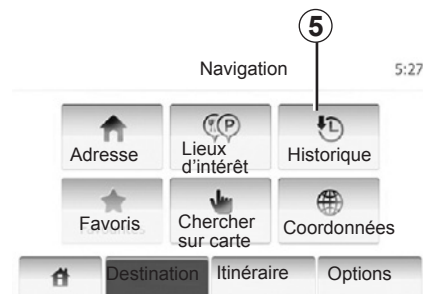 5
Navigation 5:27
Adresse Lieux d'intérêt Historique
Favoris Chercher sur carte Coordonnées
Destination Itinéraire Options